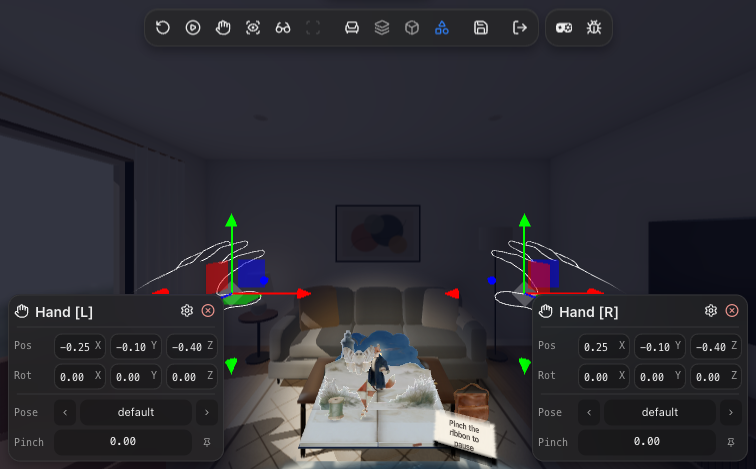 Hand [L]
Pos -0.25 X -0.10 Y -0.40 Z
Rot 0.00 X 0.00 Y 0.00 Z
Pose < default >
Pinch 0.00
Pinch the
ribbon to
pause
Hand [R]
Pos 0.25 X -0.10 Y -0.40 Z
Rot 0.00 X 0.00 Y 0.00 Z
Pose < default >
Pinch 0.00